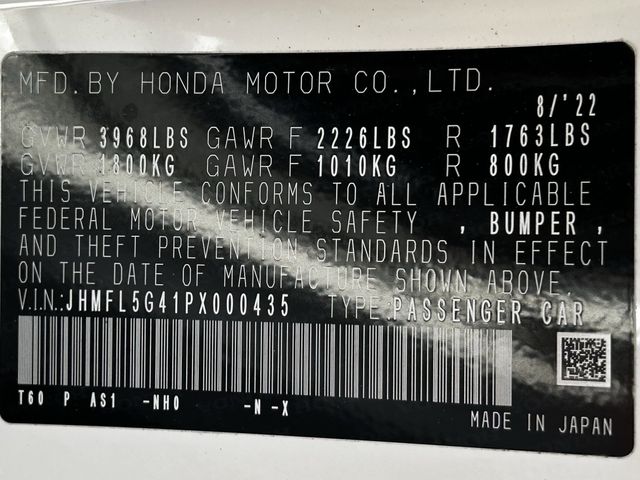 MFD.BY HONDA MOTOR CO.,LTD.
8/'22
GVWR 3968LBS GAWR F 2226LBS R 1763LBS
GVWR 1800KG GAWR F 1010KG R 800KG
THIS VEHICLE CONFORMS TO ALL APPLICABLE
FEDERAL MOTOR VEHICLE SAFETY , BUMPER ,
AND THEFT PREVENTION STANDARDS IN EFFECT
ON THE DATE OF MANUFACTURE SHOWN ABOVE.
V.I.N.:JHMFL5G41PX000435 TYPE:PASSENGER CAR
T60 P AS1 -NH0 -N -X
MADE IN JAPAN